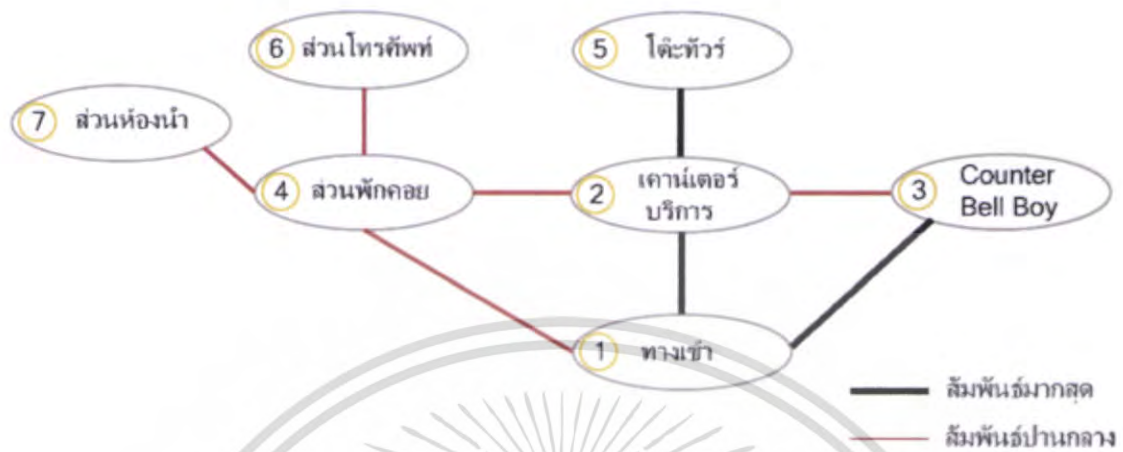 6 ส่วนโทรศัพท์
5 โต๊ะทัวร์
7 ส่วนห้องน้ำ
4 ส่วนพักคอย
2 เคาน์เตอร์
บริการ
3 Counter
Bell Boy
1 ทางเข้า
สัมพันธ์มากสุด
สัมพันธ์ปานกลาง